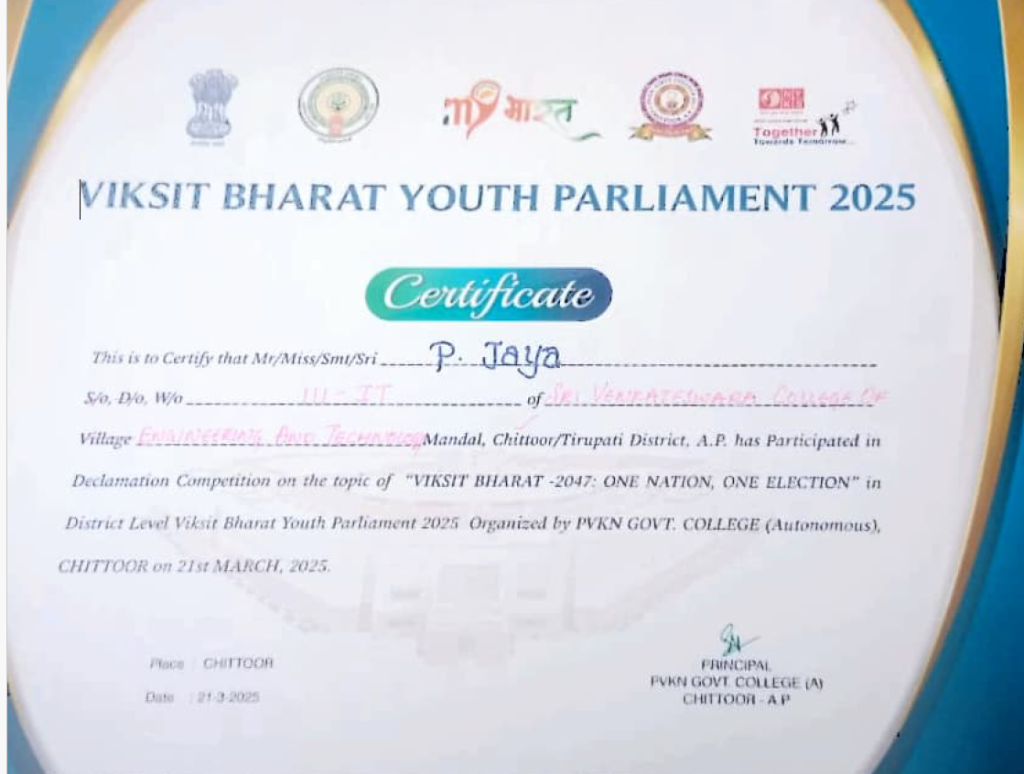 my भारत
Together
Towards Tomorrow...
VIKSIT BHARAT YOUTH PARLIAMENT 2025
Certificate
This is to Certify that Mr/Miss/Smt/Sri P. Jaya
S/o, D/o, W/o III - IT of SRI VENKATESWARA COLLEGE OF
Village ENGINEERING AND TECHNOLOGY Mandal, Chittoor/Tirupati District, A.P. has Participated in
Declamation Competition on the topic of "VIKSIT BHARAT -2047: ONE NATION, ONE ELECTION" in
District Level Viksit Bharat Youth Parliament 2025 Organized by PVKN GOVT. COLLEGE (Autonomous),
CHITTOOR on 21st MARCH, 2025.
Place : CHITTOOR
Date : 21-3-2025
PRINCIPAL
PVKN GOVT. COLLEGE (A)
CHITTOOR - A.P